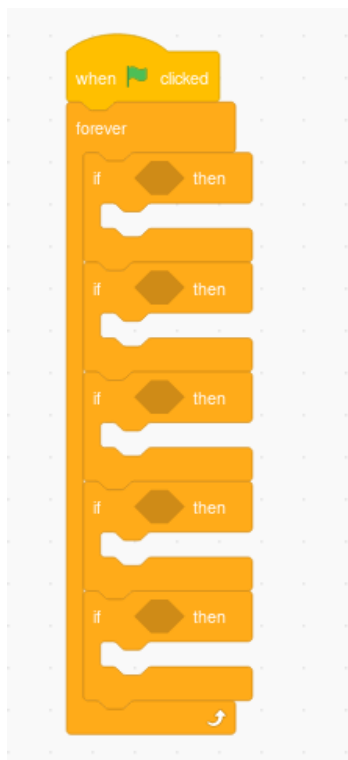 when clicked
forever
if then
if then
if then
if then
if then